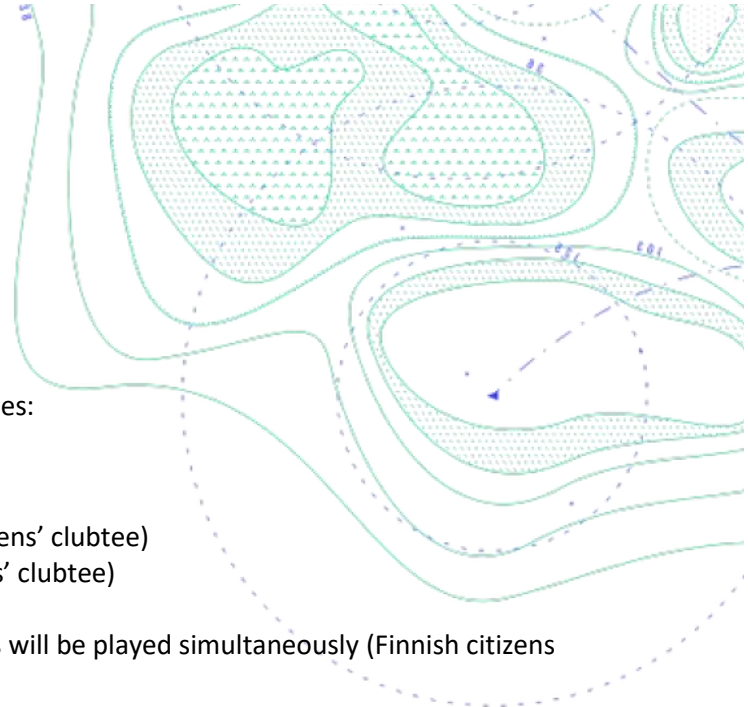 es:
ens’ clubtee)
s’ clubtee)
s will be played simultaneously (Finnish citizens